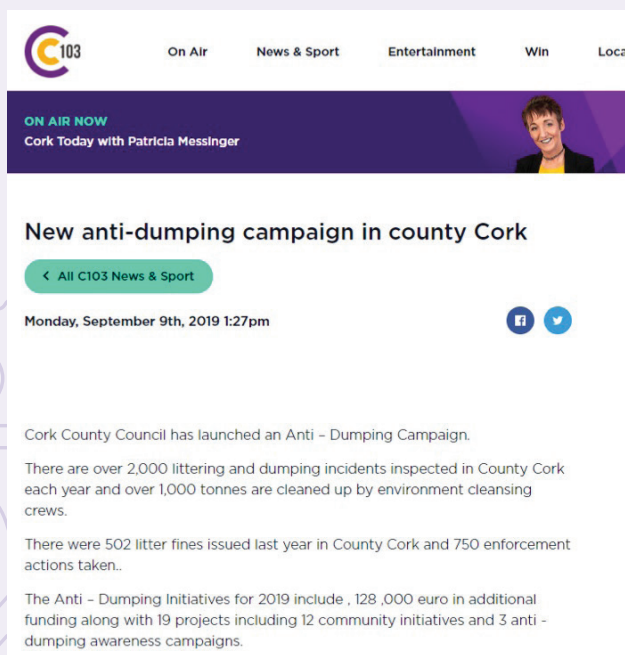 C103
On Air
News & Sport
Entertainment
Win
Loca
ON AIR NOW
Cork Today with Patricia Messinger
New anti-dumping campaign in county Cork
< All C103 News & Sport
Monday, September 9th, 2019 1:27pm
Cork County Council has launched an Anti – Dumping Campaign.
There are over 2,000 littering and dumping incidents inspected in County Cork
each year and over 1,000 tonnes are cleaned up by environment cleansing
crews.
There were 502 litter fines issued last year in County Cork and 750 enforcement
actions taken..
The Anti – Dumping Initiatives for 2019 include , 128 ,000 euro in additional
funding along with 19 projects including 12 community initiatives and 3 anti -
dumping awareness campaigns.